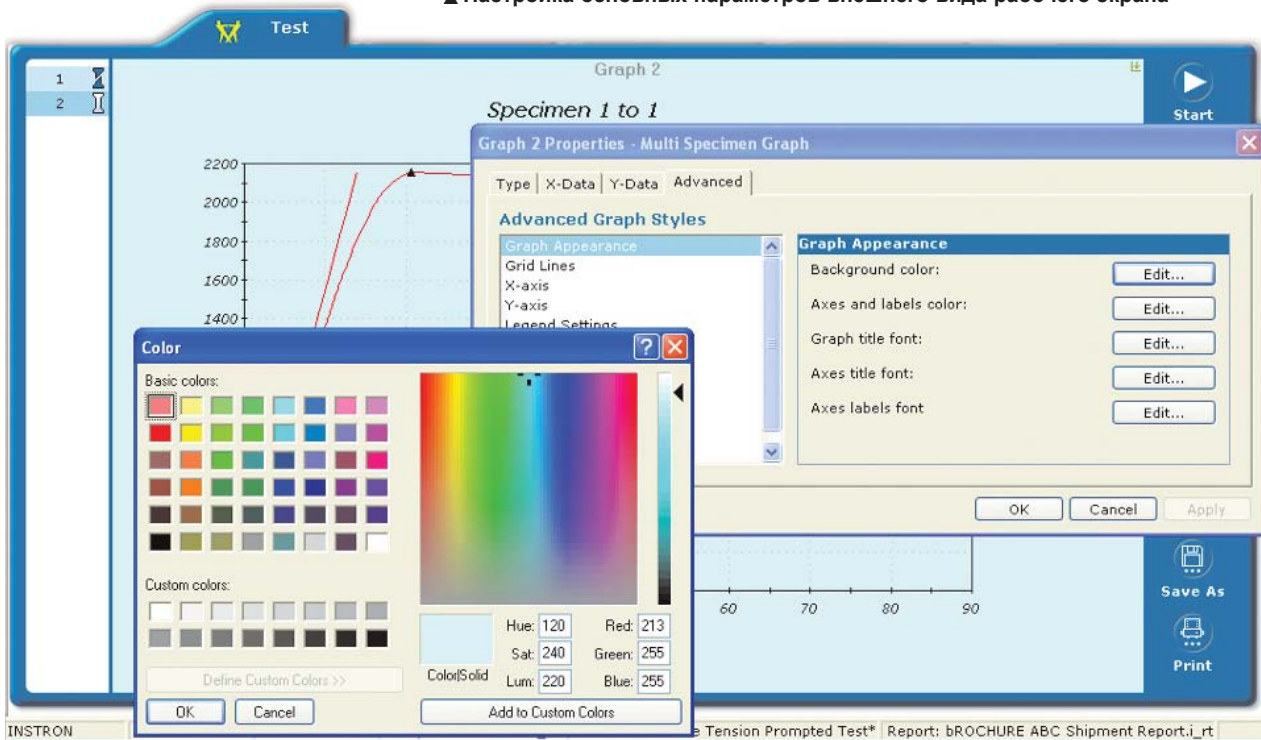 ▲Настройка основных параметров внешнего вида рабочего экрана
Test
1
2
Graph 2
Specimen 1 to 1
Start
2200
2000
1800
1600
1400
Graph 2 Properties - Multi Specimen Graph
Type X-Data Y-Data Advanced
Advanced Graph Styles
Graph Appearance
Grid Lines
X-axis
Y-axis
Legend Settings
Graph Appearance
Background color: Edit...
Axes and labels color: Edit...
Graph title font: Edit...
Axes title font: Edit...
Axes labels font Edit...
OK Cancel Apply
Color
Basic colors:
Custom colors:
Define Custom Colors >>
OK Cancel
Color|Solid
Hue: 120 Red: 213
Sat: 240 Green: 255
Lum: 220 Blue: 255
Add to Custom Colors
60 70 80 90
Save As
Print
INSTRON
Tension Prompted Test* Report: bROCHURE ABC Shipment Report.i_rt